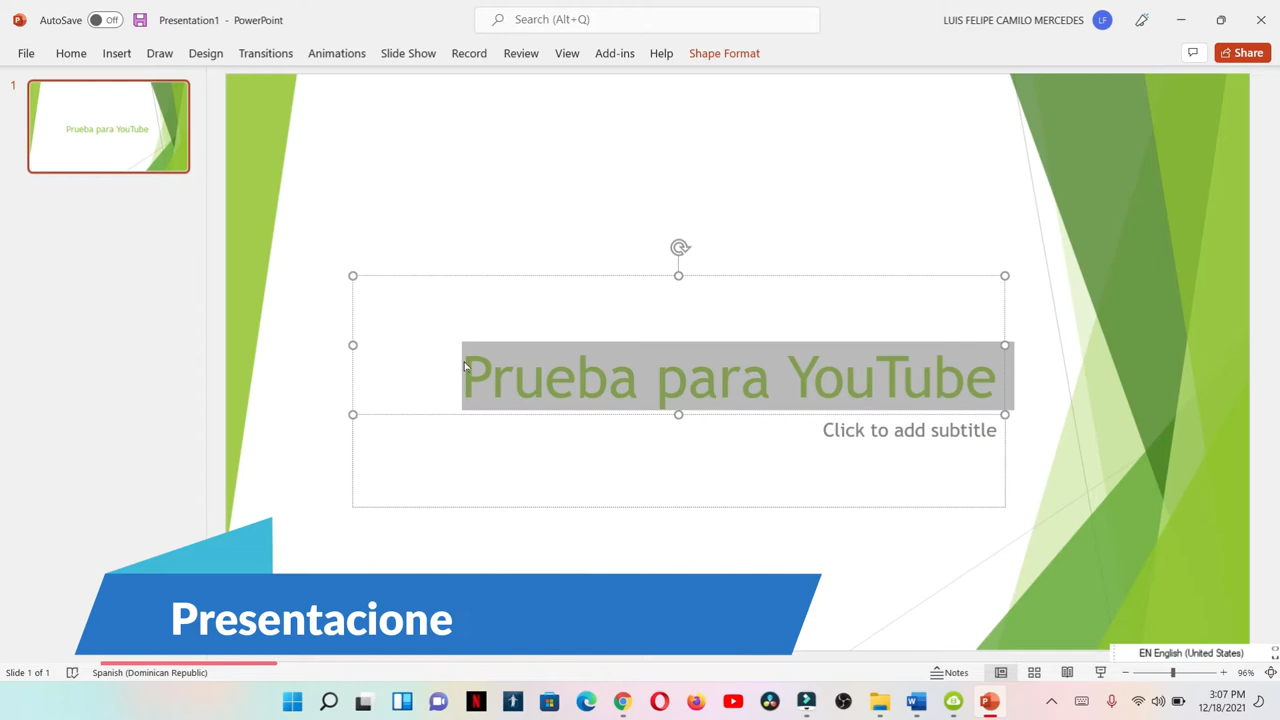 AutoSave Off Presentation1 - PowerPoint Search (Alt+Q) LUIS FELIPE CAMILO MERCEDES LF
File Home Insert Draw Design Transitions Animations Slide Show Record Review View Add-ins Help Shape Format Share
1
Prueba para YouTube
Prueba para YouTube
Click to add subtitle
Presentacione
EN English (United States)
Slide 1 of 1 Spanish (Dominican Republic) Notes 96%
3:07 PM
12/18/2021